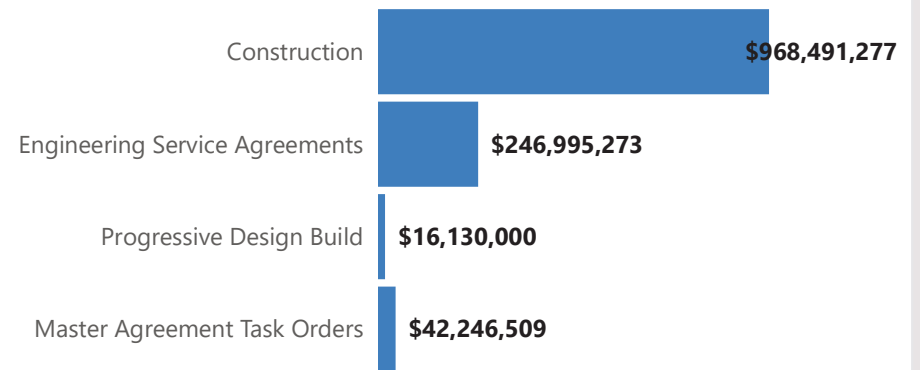 Construction $968,491,277
Engineering Service Agreements $246,995,273
Progressive Design Build $16,130,000
Master Agreement Task Orders $42,246,509